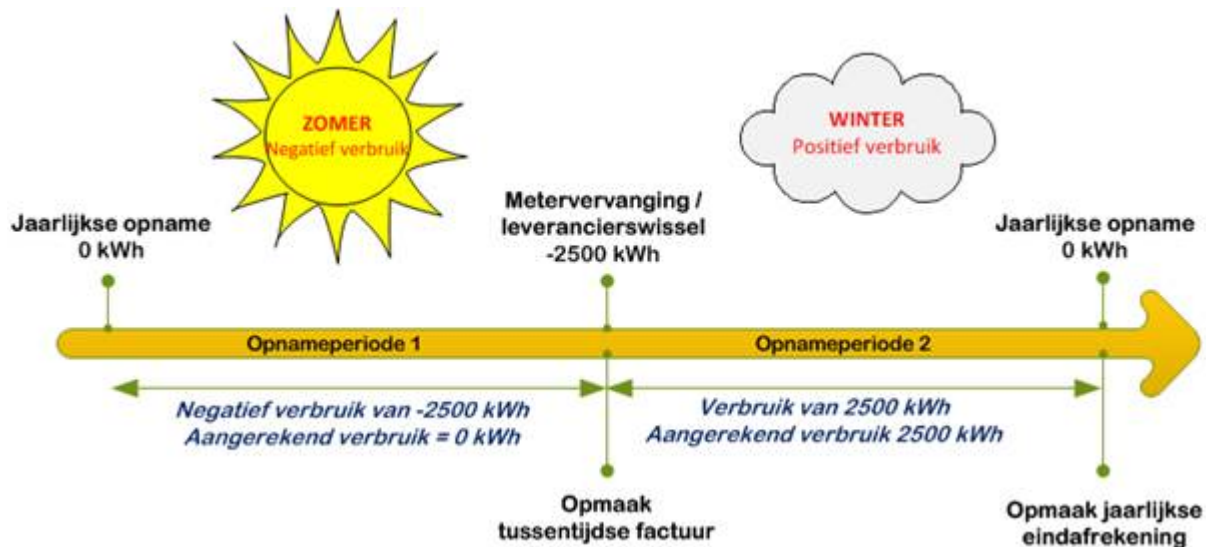 ZOMER
Negatief verbruik
WINTER
Positief verbruik
Jaarlijkse opname
0 kWh
Metervervanging /
leverancierswissel
-2500 kWh
Jaarlijkse opname
0 kWh
Opnameperiode 1
Opnameperiode 2
Negatief verbruik van -2500 kWh
Aangerekend verbruik = 0 kWh
Verbruik van 2500 kWh
Aangerekend verbruik 2500 kWh
Opmaak
tussentijdse factuur
Opmaak jaarlijkse
eindafrekening